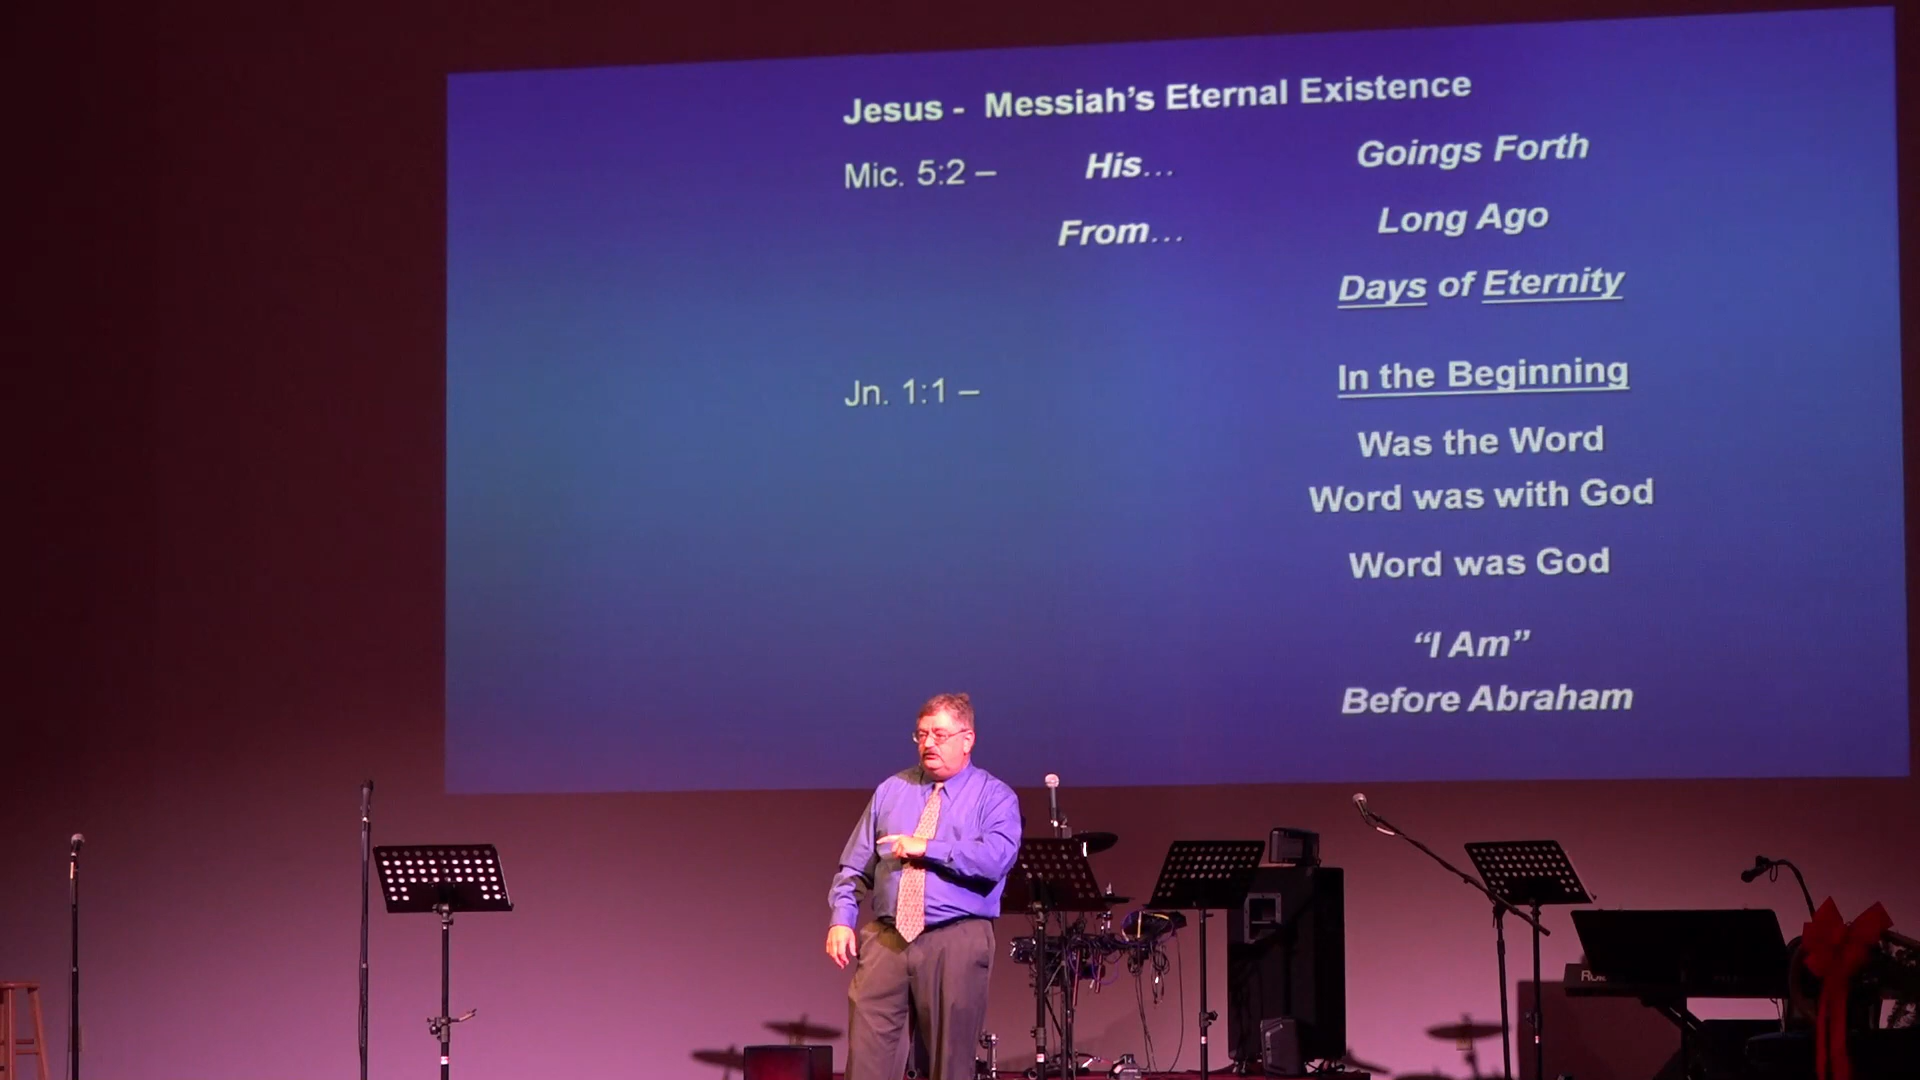 Jesus - Messiah’s Eternal Existence
Mic. 5:2 – His… Goings Forth
From… Long Ago
Days of Eternity
Jn. 1:1 – In the Beginning
Was the Word
Word was with God
Word was God
“I Am”
Before Abraham